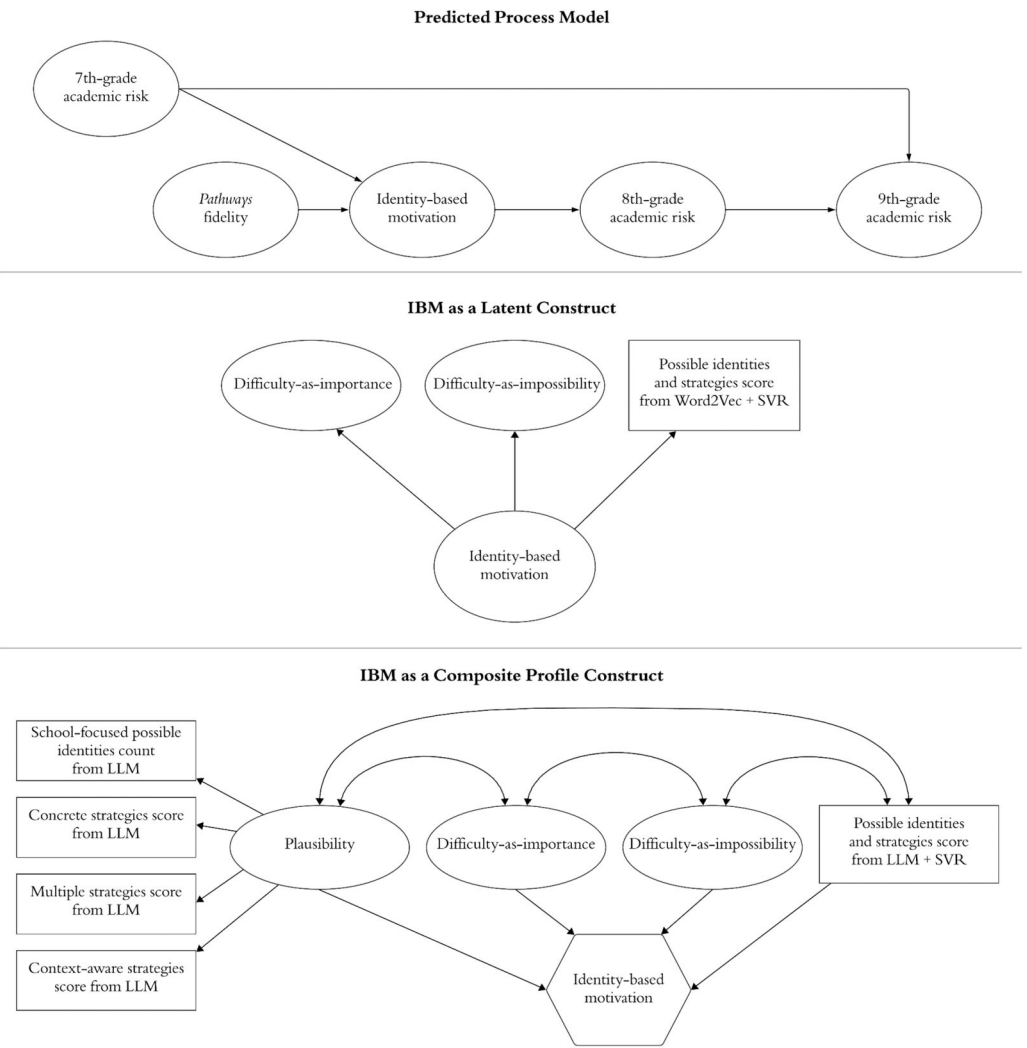 Predicted Process Model
7th-grade
academic risk
Pathways
fidelity
Identity-based
motivation
8th-grade
academic risk
9th-grade
academic risk
IBM as a Latent Construct
Difficulty-as-importance
Difficulty-as-impossibility
Possible identities
and strategies score
from Word2Vec + SVR
Identity-based
motivation
IBM as a Composite Profile Construct
School-focused possible
identities count
from LLM
Concrete strategies score
from LLM
Multiple strategies score
from LLM
Context-aware strategies
score from LLM
Plausibility
Difficulty-as-importance
Difficulty-as-impossibility
Possible identities
and strategies score
from LLM + SVR
Identity-based
motivation